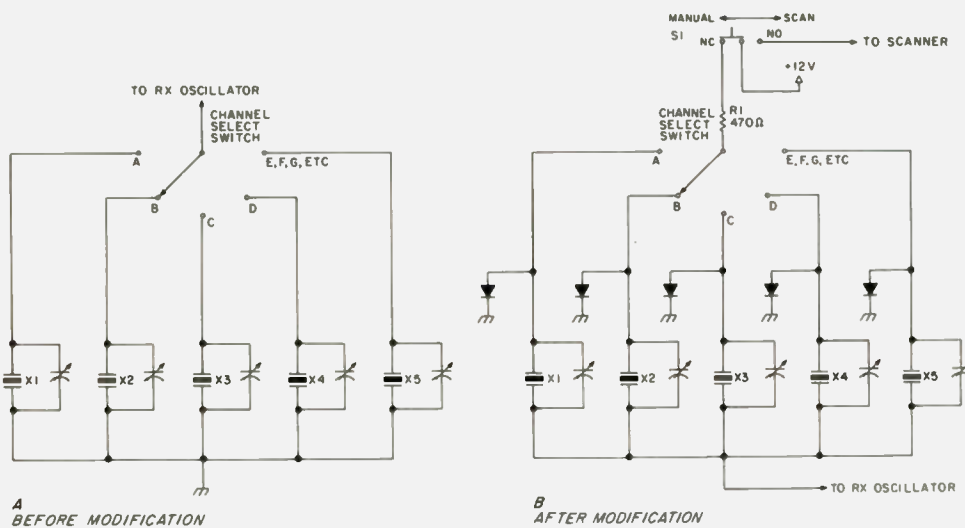 TO RX OSCILLATOR
CHANNEL
SELECT
SWITCH
A
E,F,G, ETC
B
D
C
X1
X2
X3
X4
X5
A
BEFORE MODIFICATION
MANUAL
SCAN
S1
NC
NO
TO SCANNER
+12V
CHANNEL
SELECT
SWITCH
R1
470Ω
A
E,F,G, ETC
B
D
C
X1
X2
X3
X4
X5
TO RX OSCILLATOR
B
AFTER MODIFICATION